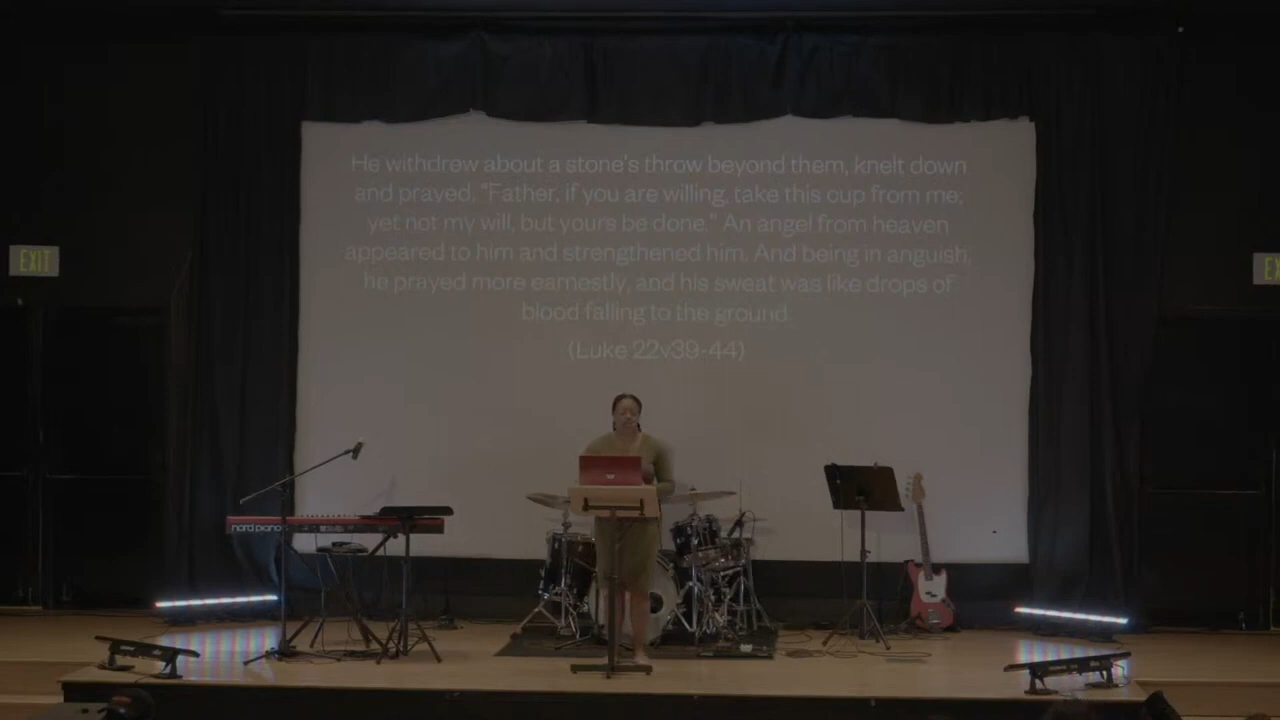 He withdrew about a stone's throw beyond them, knelt down
and prayed, "Father, if you are willing, take this cup from me;
yet not my will, but yours be done." An angel from heaven
appeared to him and strengthened him. And being in anguish,
he prayed more earnestly, and his sweat was like drops of
blood falling to the ground.
(Luke 22v39-44)
EXIT
EX
nord piano